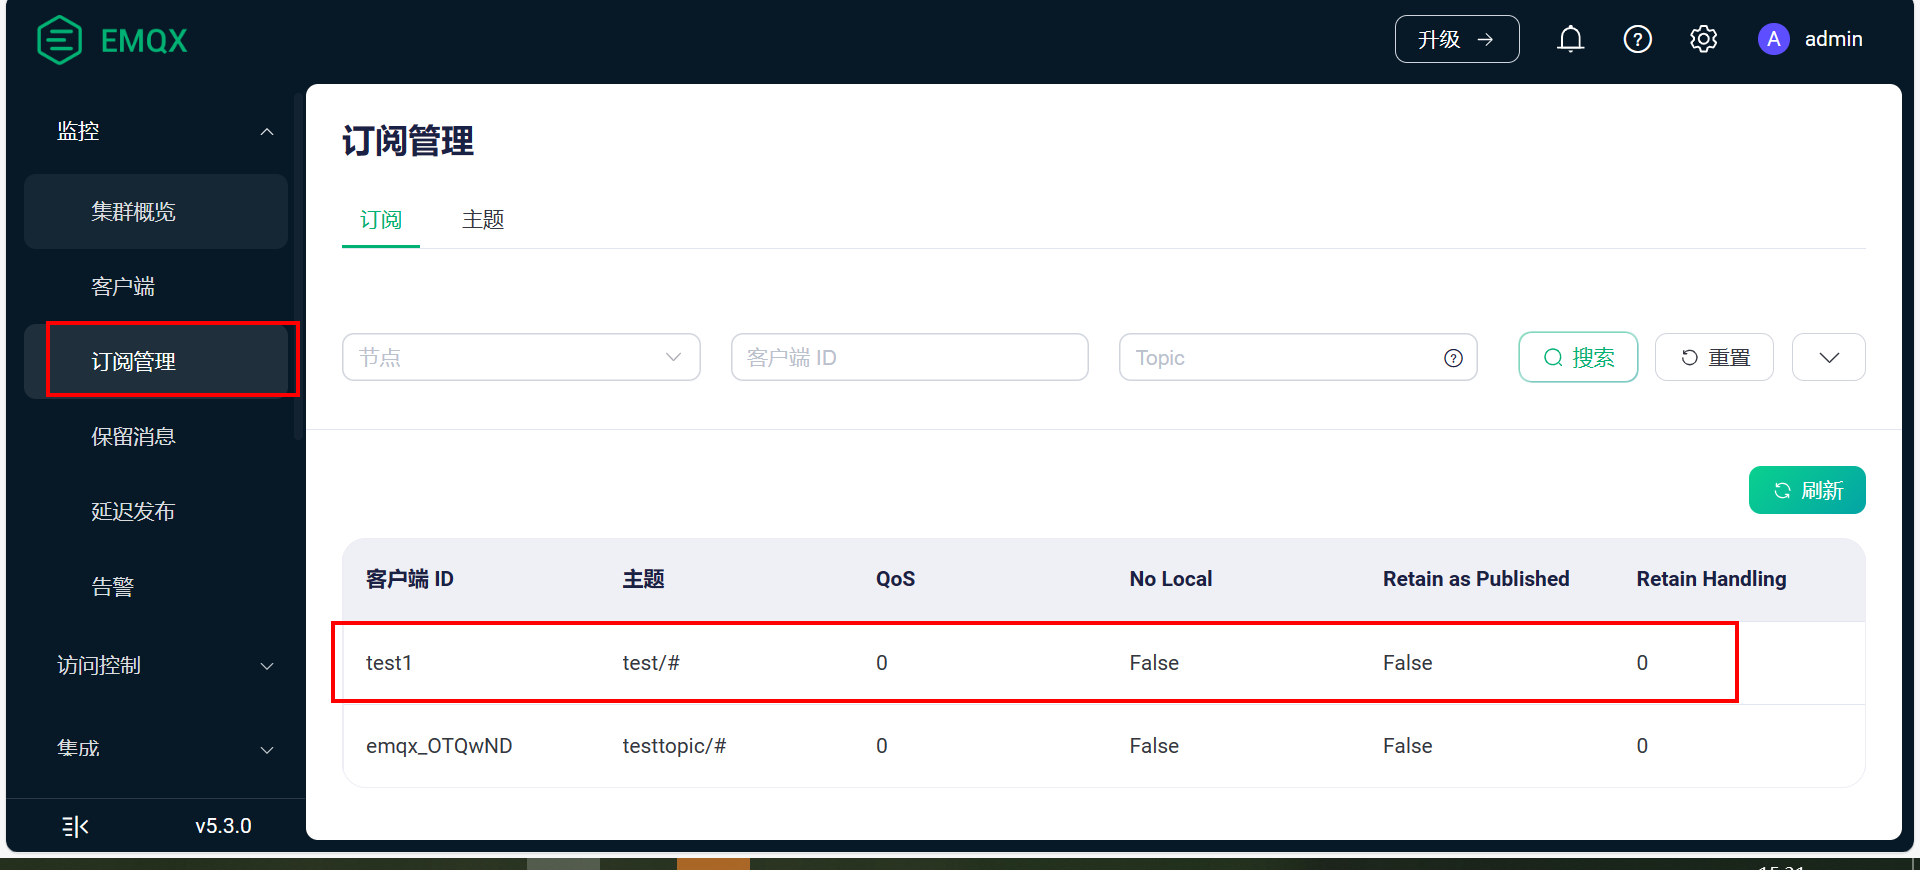 EMQX
升级 →
A admin
监控
集群概览
客户端
订阅管理
保留消息
延迟发布
告警
访问控制
集成
v5.3.0
订阅管理
订阅 主题
节点 客户端 ID Topic 搜索 重置
刷新
客户端 ID 主题 QoS No Local Retain as Published Retain Handling
test1 test/# 0 False False 0
emqx_OTQwND testtopic/# 0 False False 0